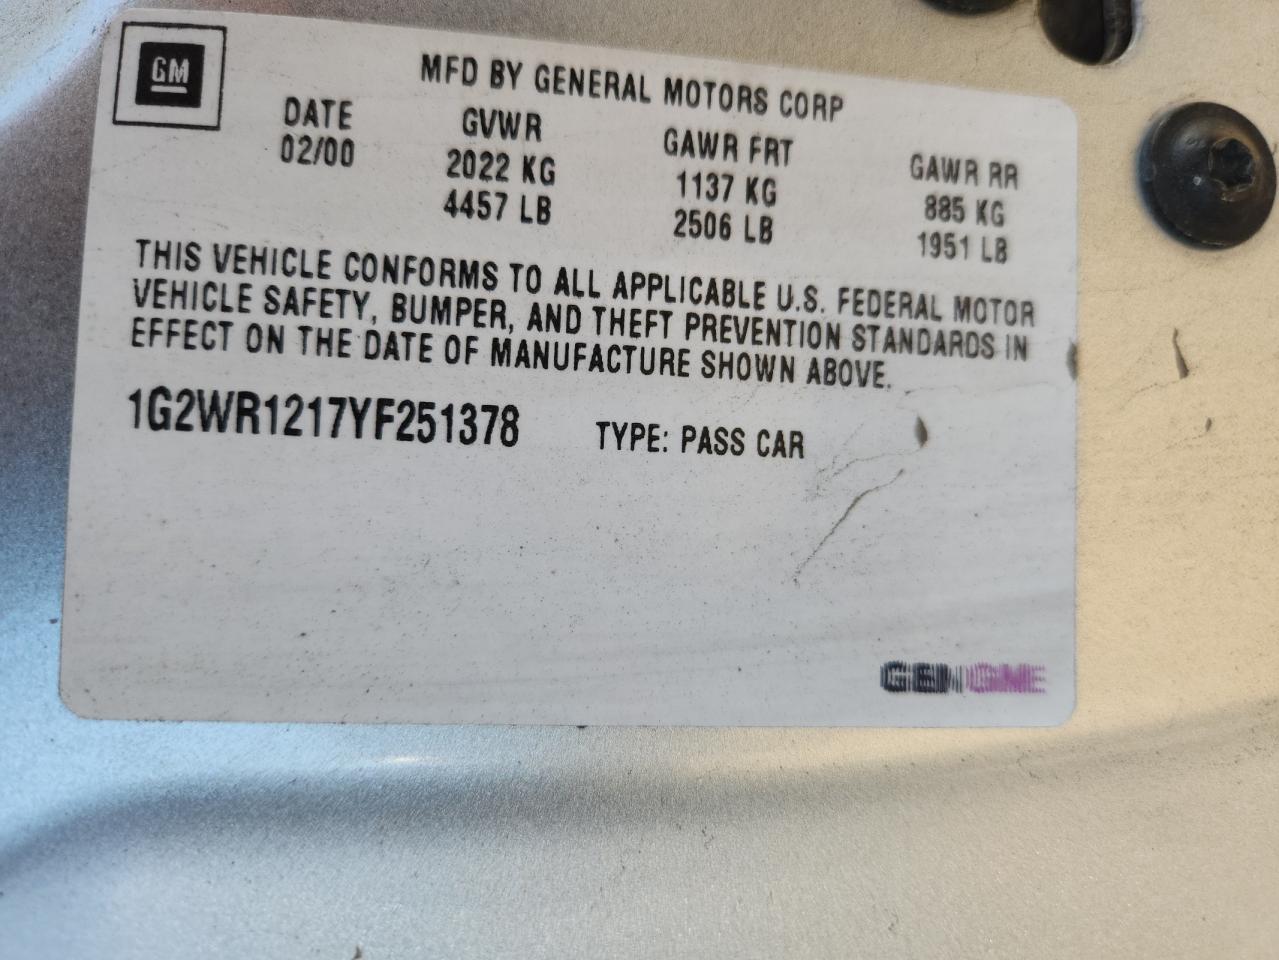 GM
MFD BY GENERAL MOTORS CORP
DATE GVWR GAWR FRT GAWR RR
02/00 2022 KG 1137 KG 885 KG
4457 LB 2506 LB 1951 LB
THIS VEHICLE CONFORMS TO ALL APPLICABLE U.S. FEDERAL MOTOR
VEHICLE SAFETY, BUMPER, AND THEFT PREVENTION STANDARDS IN
EFFECT ON THE DATE OF MANUFACTURE SHOWN ABOVE.
1G2WR1217YF251378 TYPE: PASS CAR